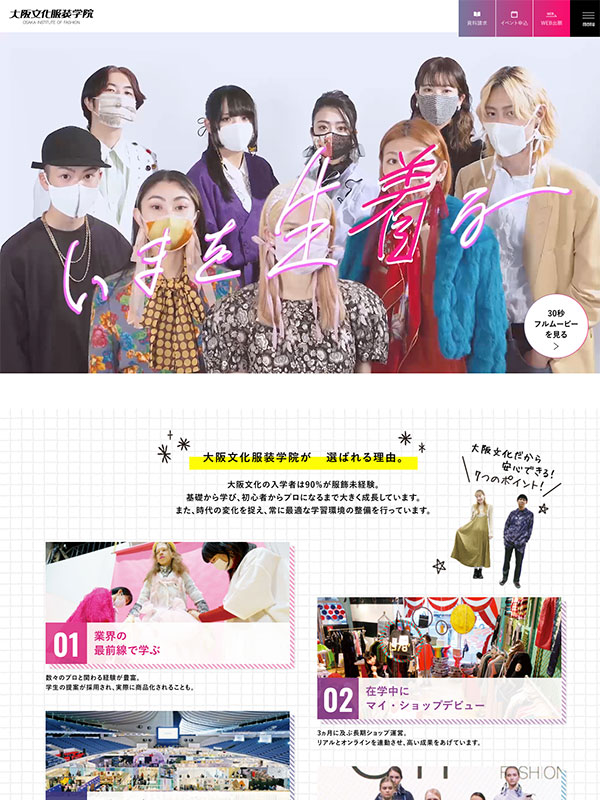 大阪文化服装学院
OSAKA INSTITUTE OF FASHION
資料請求
イベント申込
WEB出願
menu
いまを生着る
30秒
フルムービー
を見る
大阪文化服装学院が 選ばれる理由。
大阪文化の入学者は90%が服飾未経験。
基礎から学び、初心者からプロになるまで大きく成長しています。
また、時代の変化を捉え、常に最適な学習環境の整備を行っています。
大阪文化だから
安心できる!
7つのポイント!
01
業界の
最前線で学ぶ
数々のプロと関わる経験が豊富。
学生の提案が採用され、実際に商品化されることも。
02
在学中に
マイ・ショップデビュー
3ヵ月に及ぶ長期ショップ運営。
リアルとオンラインを連動させ、高い成果をあげています。
FASHION